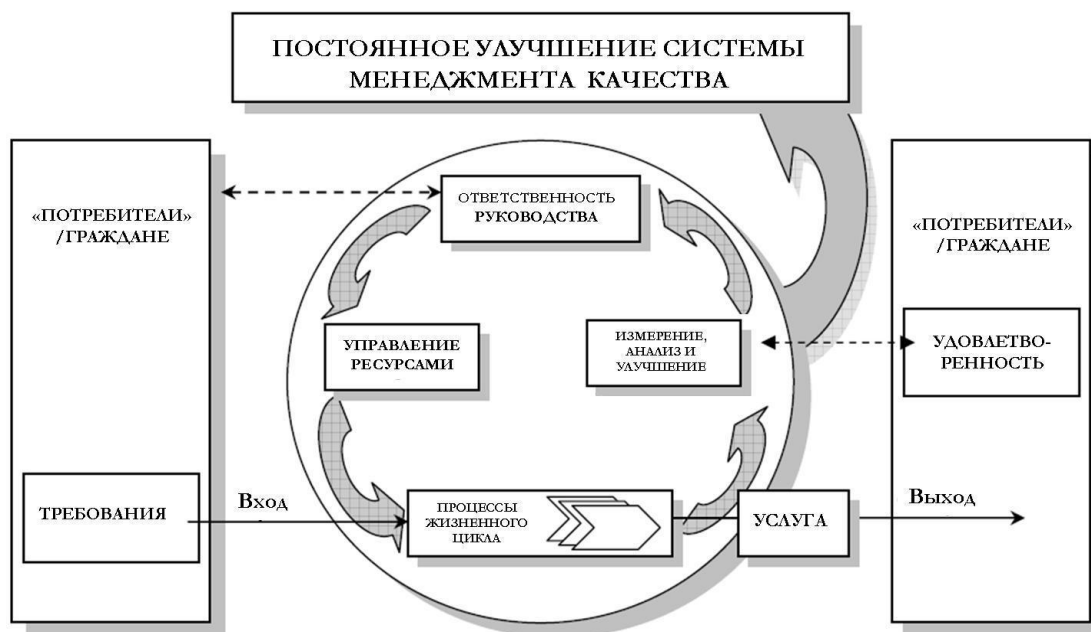 ПОСТОЯННОЕ УЛУЧШЕНИЕ СИСТЕМЫ
МЕНЕДЖМЕНТА КАЧЕСТВА
«ПОТРЕБИТЕЛИ»
/ГРАЖДАНЕ
ТРЕБОВАНИЯ
Вход
ОТВЕТСТВЕННОСТЬ
РУКОВОДСТВА
УПРАВЛЕНИЕ
РЕСУРСАМИ
ИЗМЕРЕНИЕ,
АНАЛИЗ И
УЛУЧШЕНИЕ
ПРОЦЕССЫ
ЖИЗНЕННОГО
ЦИКЛА
УСЛУГА
Выход
«ПОТРЕБИТЕЛИ»
/ГРАЖДАНЕ
УДОВЛЕТВО-
РЕННОСТЬ